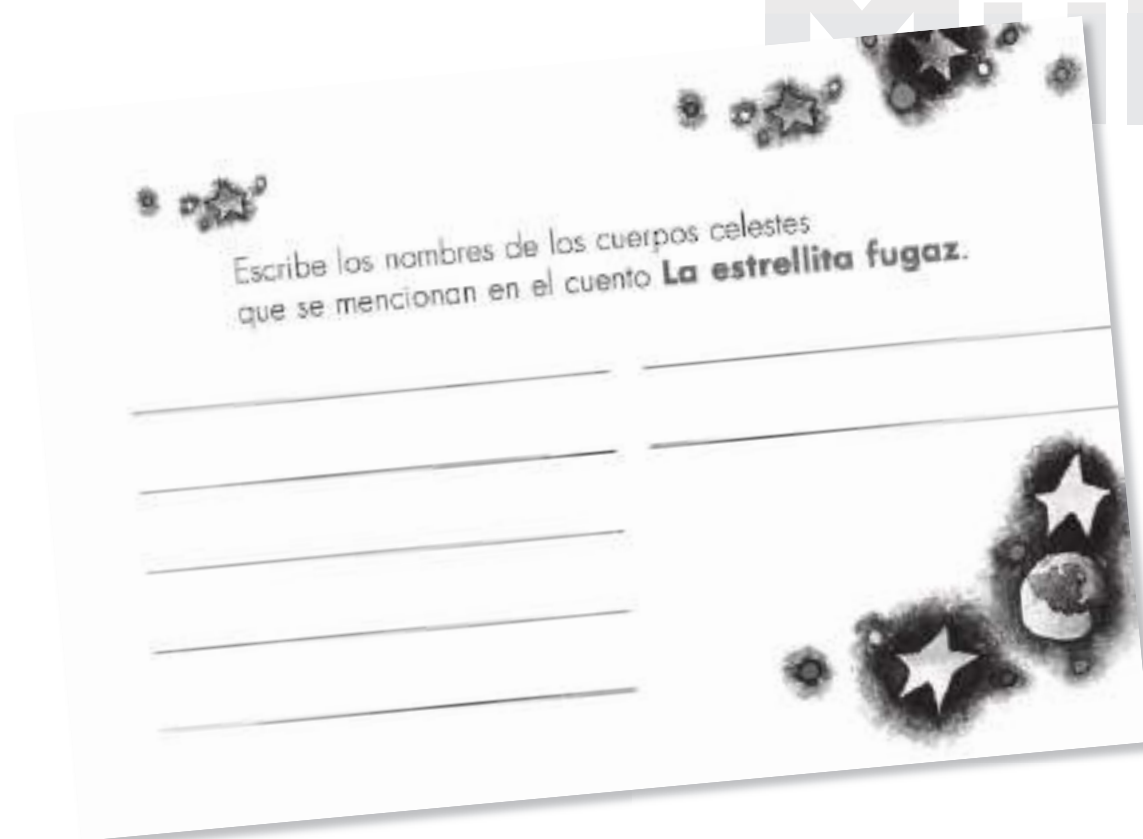 Escribe los nombres de los cuerpos celestes
que se mencionan en el cuento La estrellita fugaz.